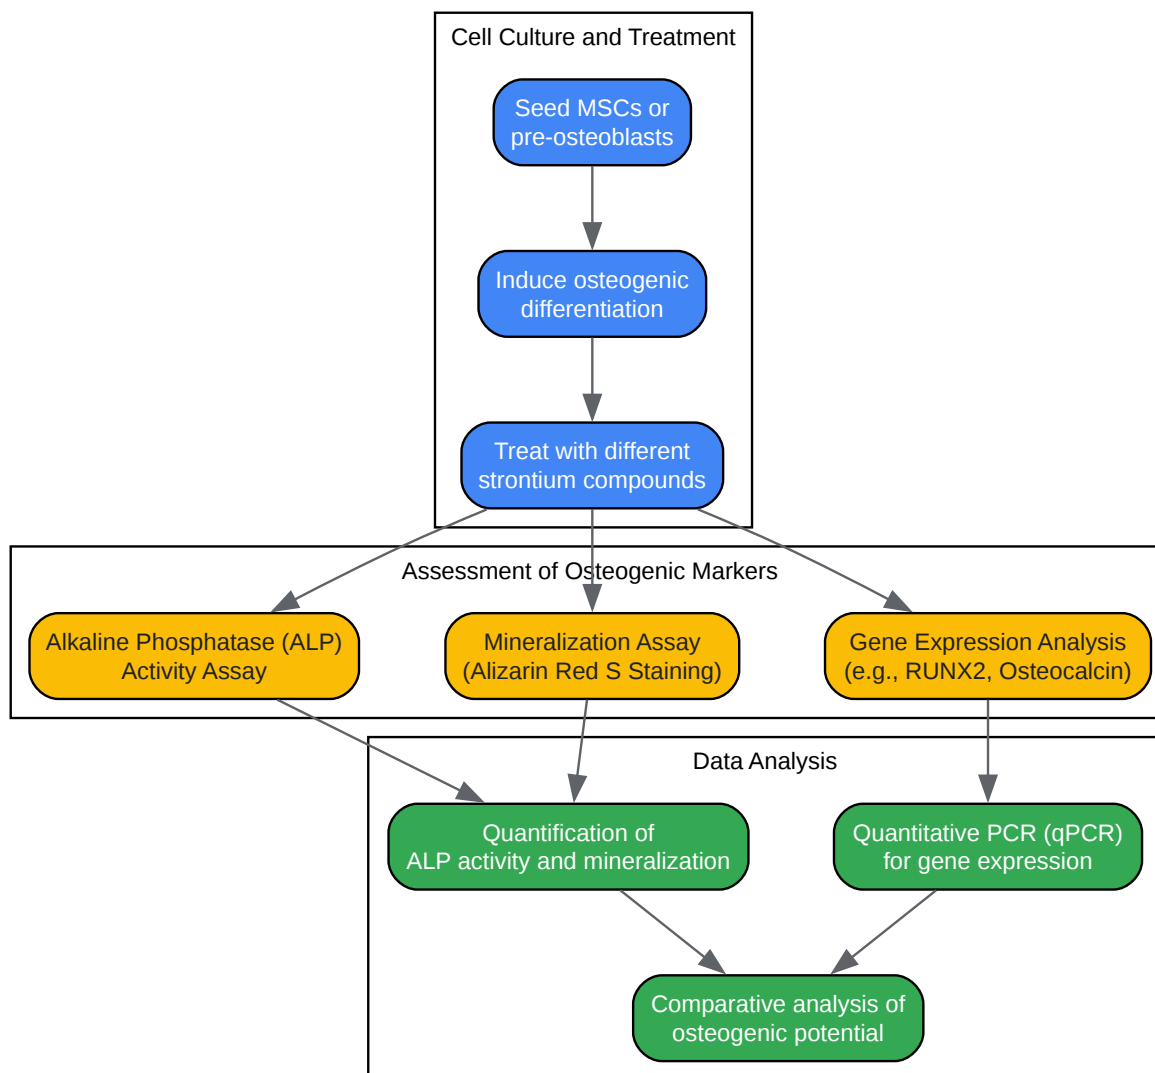 Cell Culture and Treatment
Seed MSCs or
pre-osteoblasts
Induce osteogenic
differentiation
Treat with different
strontium compounds
Assessment of Osteogenic Markers
Alkaline Phosphatase (ALP)
Activity Assay
Mineralization Assay
(Alizarin Red S Staining)
Gene Expression Analysis
(e.g., RUNX2, Osteocalcin)
Data Analysis
Quantification of
ALP activity and mineralization
Quantitative PCR (qPCR)
for gene expression
Comparative analysis of
osteogenic potential